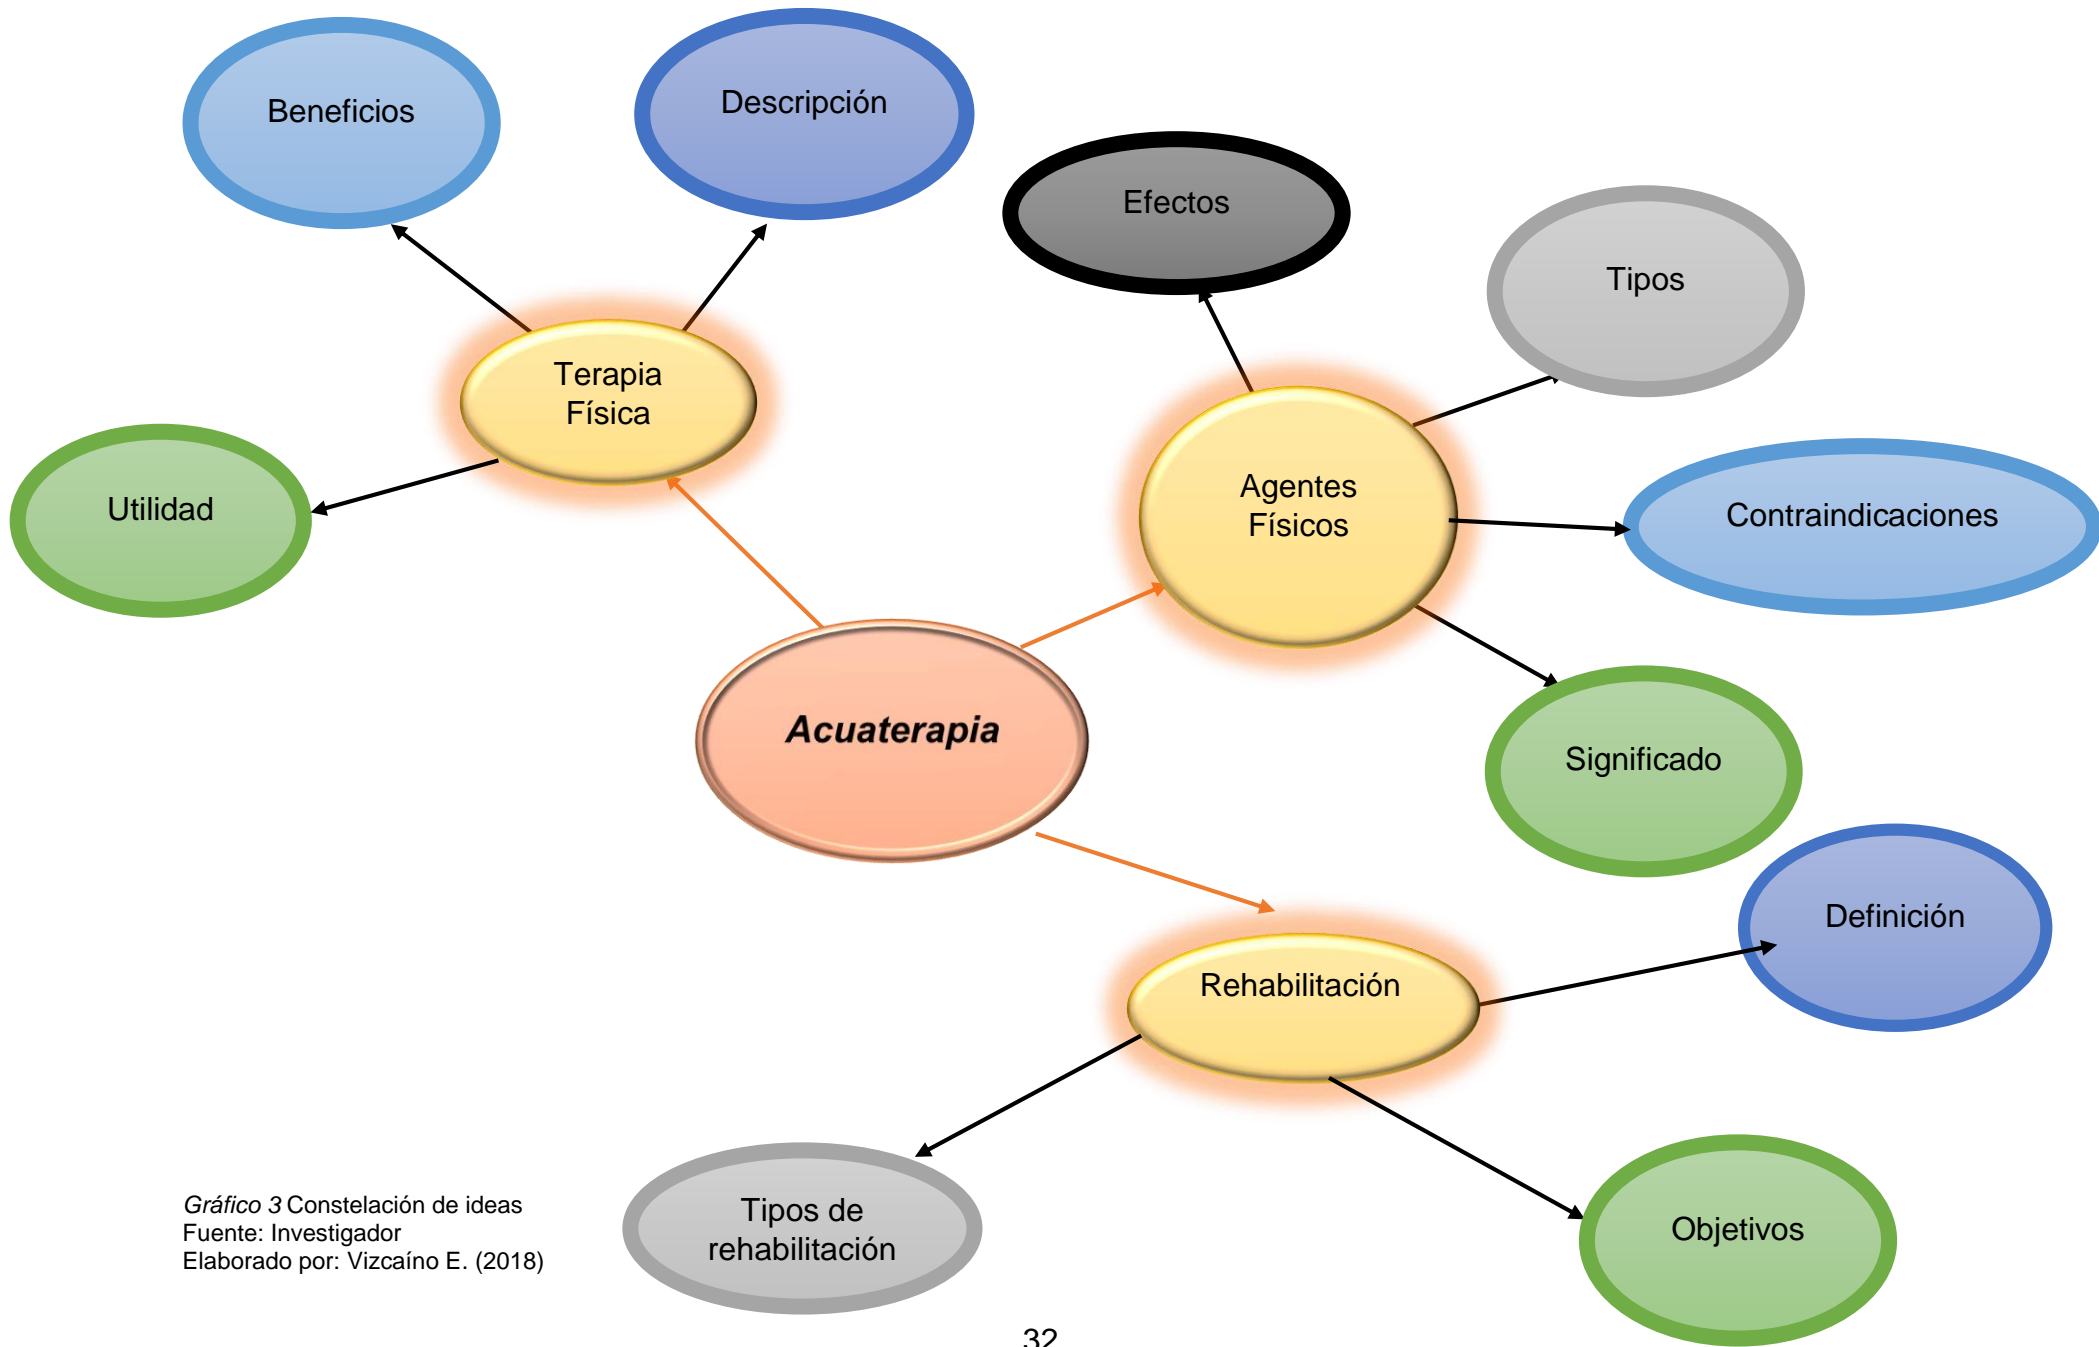 Beneficios
Descripción
Efectos
Tipos
Terapia
Física
Utilidad
Agentes
Físicos
Contraindicaciones
Acuaterapia
Significado
Definición
Rehabilitación
Tipos de
rehabilitación
Objetivos
Gráfico 3 Constelación de ideas
Fuente: Investigador
Elaborado por: Vizcaíno E. (2018)
32